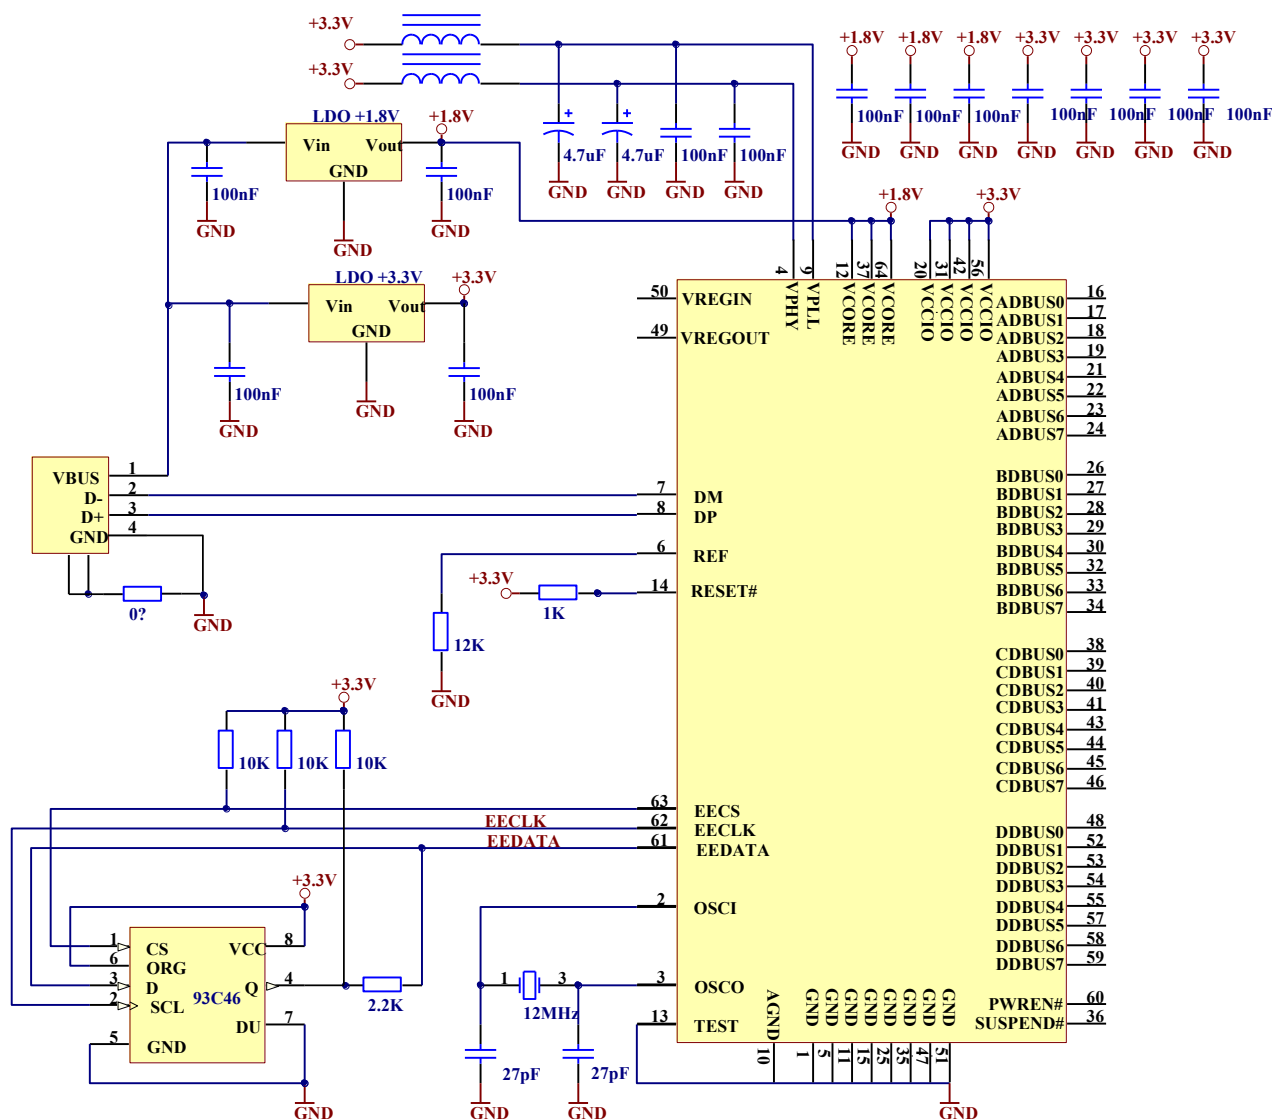 +3.3V
+3.3V
4.7uF 4.7uF 100nF 100nF
GND GND GND GND
+1.8V +1.8V +1.8V +3.3V +3.3V +3.3V +3.3V
100nF 100nF 100nF 100nF 100nF 100nF 100nF
GND GND GND GND GND GND GND
LDO +1.8V
Vin Vout
GND
+1.8V
100nF
GND
GND
100nF
GND
LDO +3.3V
Vin Vout
GND
+3.3V
100nF
GND
GND
100nF
GND
+1.8V
+3.3V
4 VPHY
9 VPLL
12 VCORE
37 VCORE
64 VCORE
20 VCCIO
31 VCCIO
42 VCCIO
56 VCCIO
50 VREGIN
49 VREGOUT
VBUS 1
D- 2
D+ 3
GND 4
0?
GND
7 DM
8 DP
6 REF
14 RESET#
+3.3V
1K
12K
GND
+3.3V
10K 10K 10K
63 EECS
EECLK 62 EECLK
EEDATA 61 EEDATA
2 OSCI
3 OSCO
13 TEST
+3.3V
93C46
1 CS
6 ORG
3 D
2 SCL
5 GND
VCC 8
Q 4
DU 7
2.2K
GND
1 3
12MHz
27pF 27pF
GND GND
AGND 10
GND 1
GND 5
GND 11
GND 15
GND 25
GND 35
GND 47
GND 51
GND
ADBUS0 16
ADBUS1 17
ADBUS2 18
ADBUS3 19
ADBUS4 21
ADBUS5 22
ADBUS6 23
ADBUS7 24
BDBUS0 26
BDBUS1 27
BDBUS2 28
BDBUS3 29
BDBUS4 30
BDBUS5 32
BDBUS6 33
BDBUS7 34
CDBUS0 38
CDBUS1 39
CDBUS2 40
CDBUS3 41
CDBUS4 43
CDBUS5 44
CDBUS6 45
CDBUS7 46
DDBUS0 48
DDBUS1 52
DDBUS2 53
DDBUS3 54
DDBUS4 55
DDBUS5 57
DDBUS6 58
DDBUS7 59
PWREN# 60
SUSPEND# 36